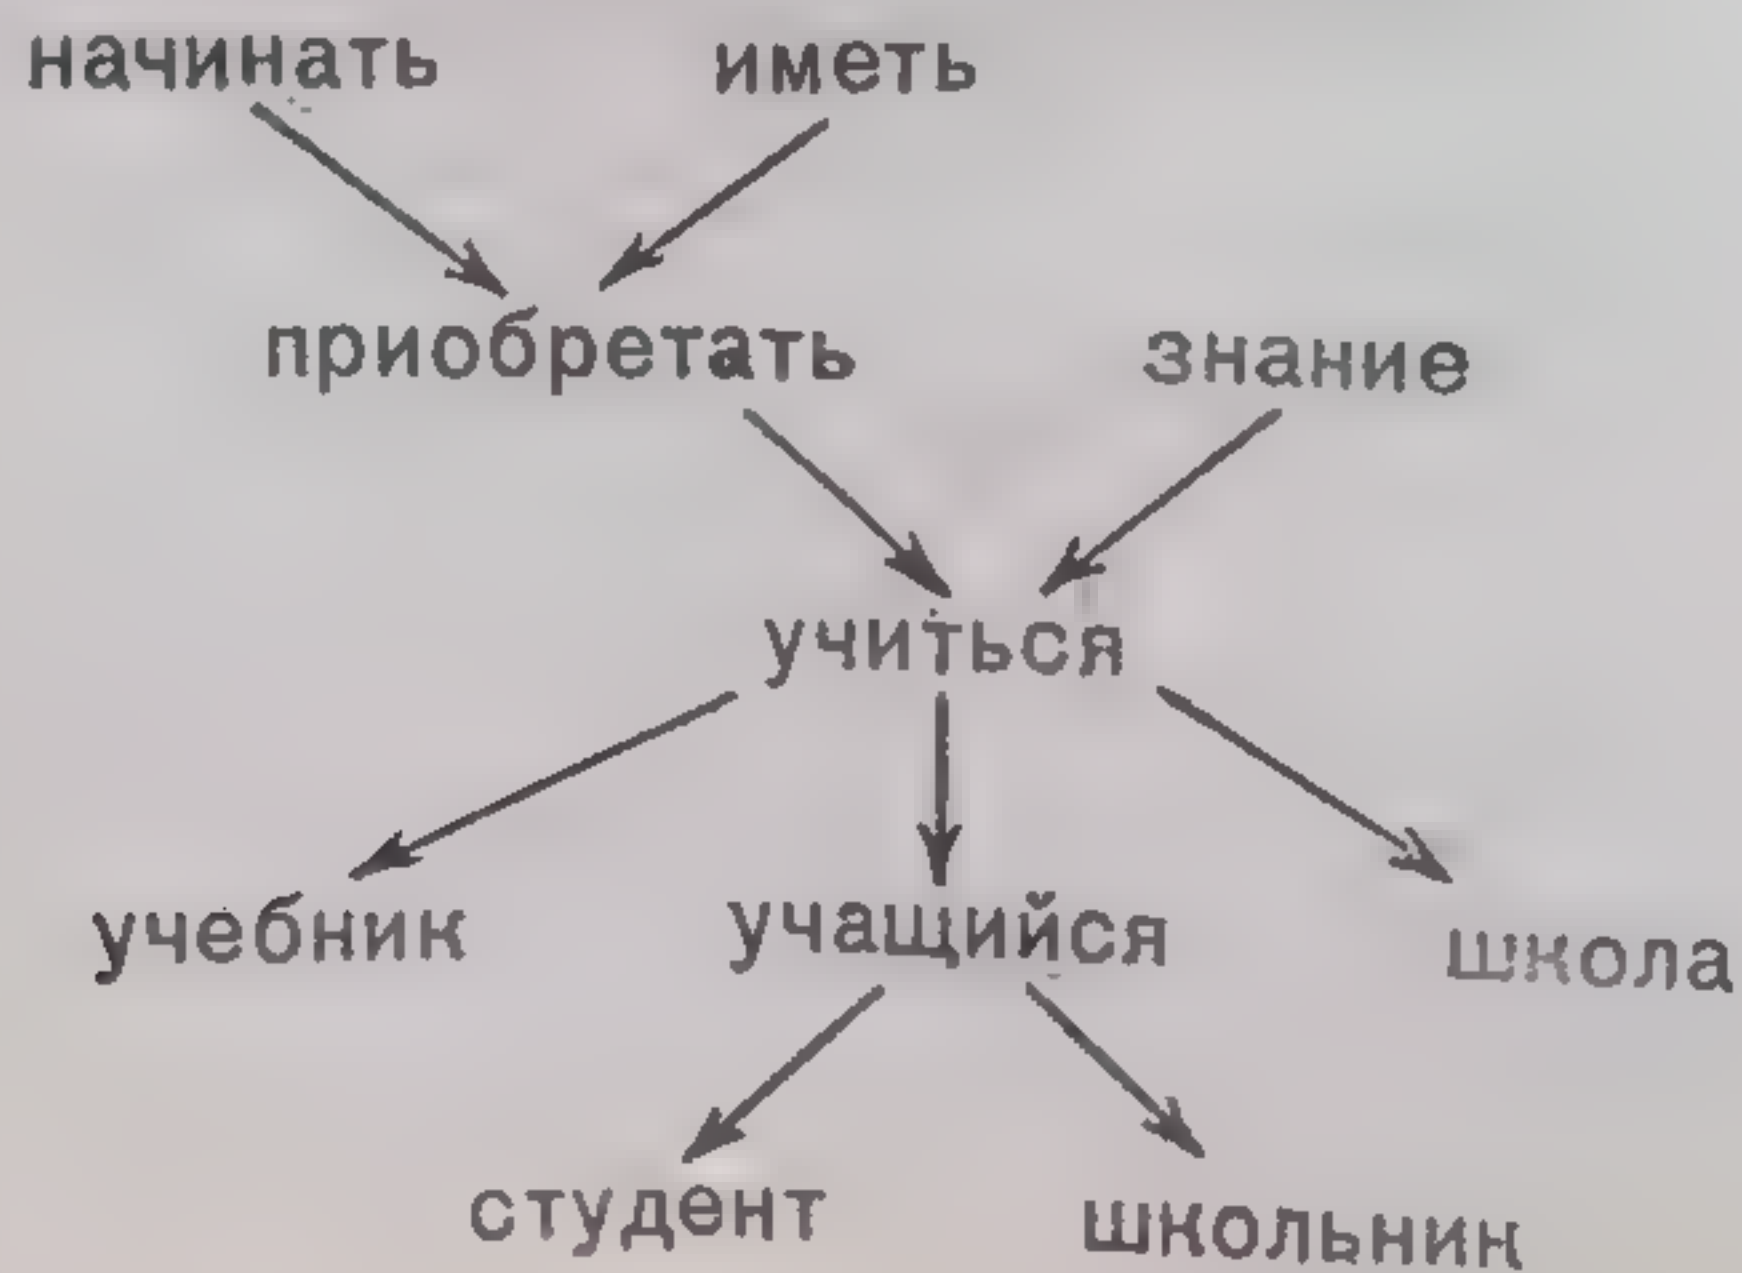 начинать иметь
приобретать знание
учиться
учебник учащийся школа
студент школьник